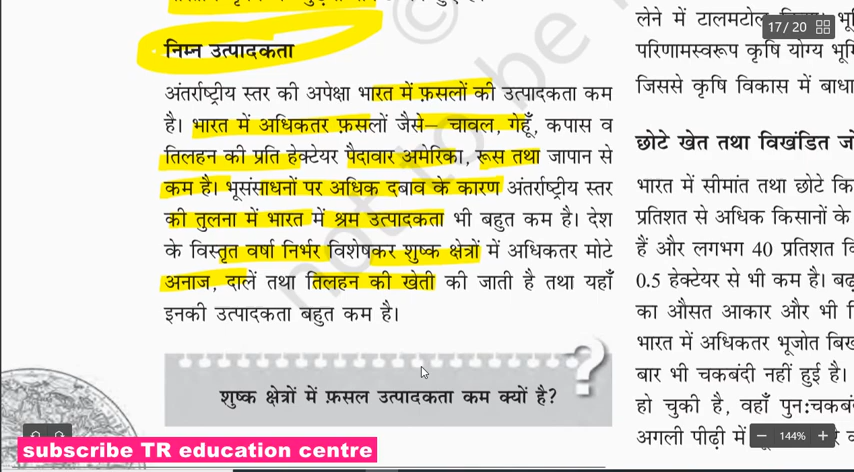 निम्न उत्पादकता
अंतर्राष्ट्रीय स्तर की अपेक्षा भारत में फ़सलों की उत्पादकता कम
है। भारत में अधिकतर फ़सलों जैसे– चावल, गेहूँ, कपास व
तिलहन की प्रति हेक्टेयर पैदावार अमेरिका, रूस तथा जापान से
कम है। भूसंसाधनों पर अधिक दबाव के कारण अंतर्राष्ट्रीय स्तर
की तुलना में भारत में श्रम उत्पादकता भी बहुत कम है। देश
के विस्तृत वर्षा निर्भर विशेषकर शुष्क क्षेत्रों में अधिकतर मोटे
अनाज, दालें तथा तिलहन की खेती की जाती है तथा यहाँ
इनकी उत्पादकता बहुत कम है।
शुष्क क्षेत्रों में फ़सल उत्पादकता कम क्यों है?
?
subscribe TR education centre
17 / 20
लेने में टालमटोल
परिणामस्वरूप कृषि योग्य
जिससे कृषि विकास में बाधा
छोटे खेत तथा विखंडित
भारत में सीमांत तथा छोटे
प्रतिशत से अधिक किसानों के
हैं और लगभग 40 प्रतिशत
0.5 हेक्टेयर से भी कम है।
का औसत आकार और भी
भारत में अधिकतर भूजोत
बार भी चकबंदी नहीं हुई है।
हो चुकी है, वहाँ
अगली पीढ़ी में
− 144% +
© not to be